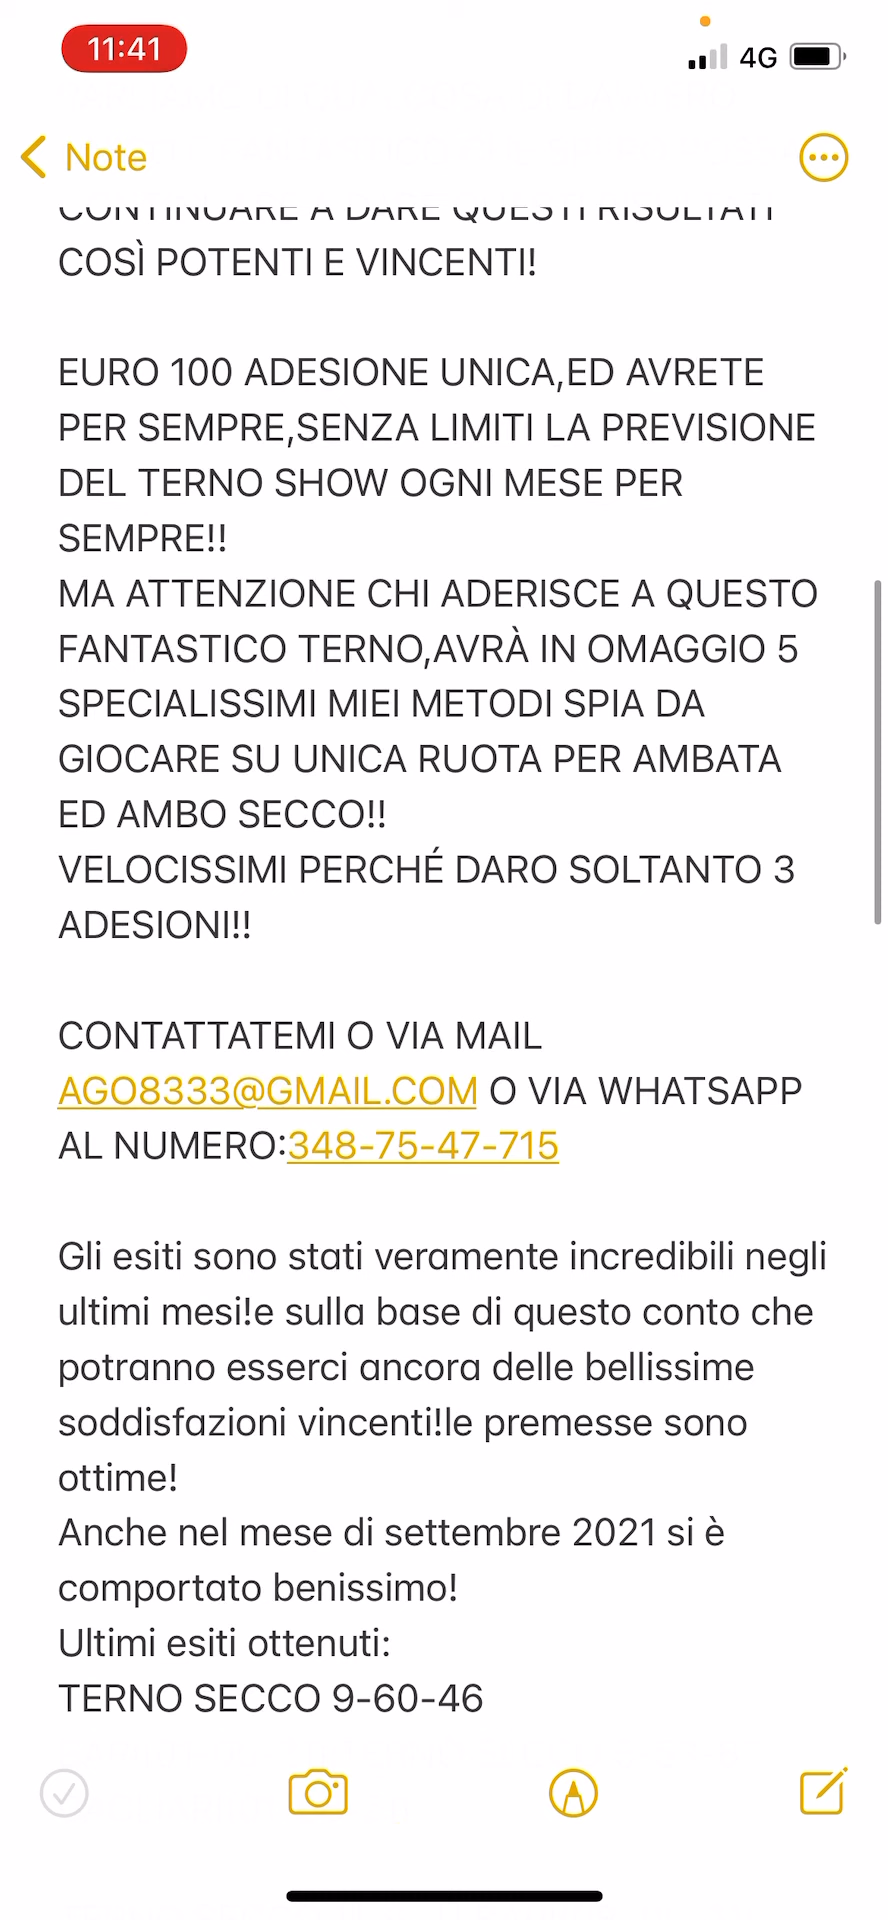 11:41
4G
Note
CONTINUARE A DARE QUESTI RISULTATI
COSÌ POTENTI E VINCENTI!
EURO 100 ADESIONE UNICA,ED AVRETE
PER SEMPRE,SENZA LIMITI LA PREVISIONE
DEL TERNO SHOW OGNI MESE PER
SEMPRE!!
MA ATTENZIONE CHI ADERISCE A QUESTO
FANTASTICO TERNO,AVRÀ IN OMAGGIO 5
SPECIALISSIMI MIEI METODI SPIA DA
GIOCARE SU UNICA RUOTA PER AMBATA
ED AMBO SECCO!!
VELOCISSIMI PERCHÉ DARO SOLTANTO 3
ADESIONI!!
CONTATTATEMI O VIA MAIL
AGO8333@GMAIL.COM O VIA WHATSAPP
AL NUMERO:348-75-47-715
Gli esiti sono stati veramente incredibili negli
ultimi mesi!e sulla base di questo conto che
potranno esserci ancora delle bellissime
soddisfazioni vincenti!le premesse sono
ottime!
Anche nel mese di settembre 2021 si è
comportato benissimo!
Ultimi esiti ottenuti:
TERNO SECCO 9-60-46